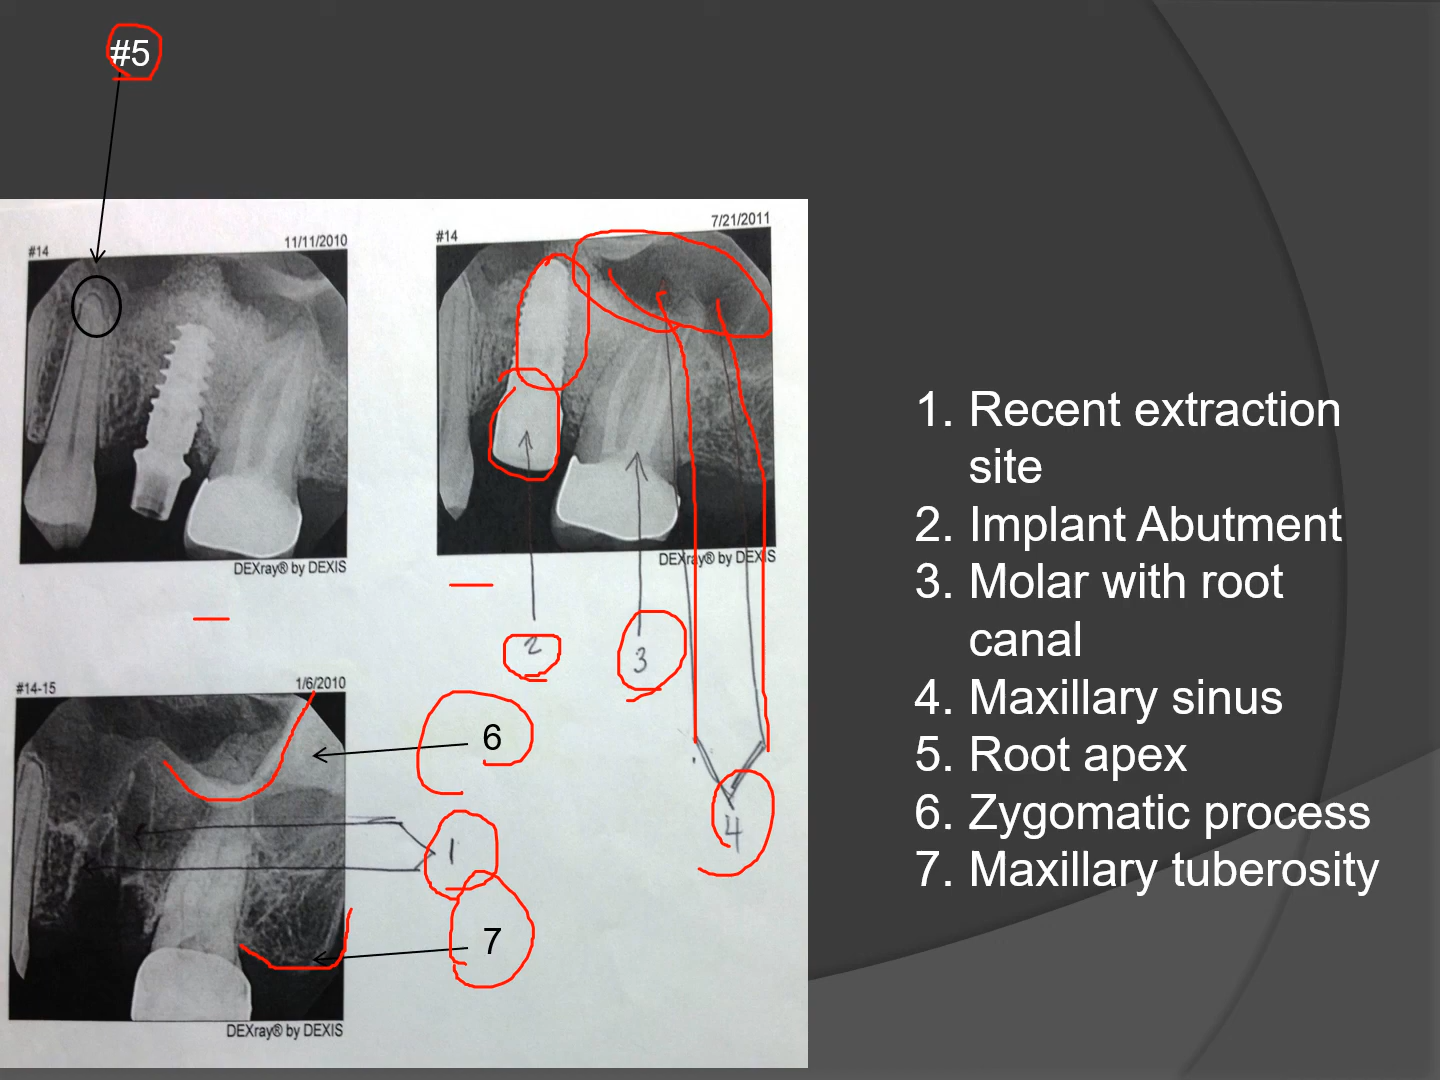 #5
#14 11/11/2010
#14 7/21/2011
DEXray® by DEXIS
DEXray® by DEXIS
2
3
#14-15 1/6/2010
6
1
4
7
DEXray® by DEXIS
1. Recent extraction
site
2. Implant Abutment
3. Molar with root
canal
4. Maxillary sinus
5. Root apex
6. Zygomatic process
7. Maxillary tuberosity